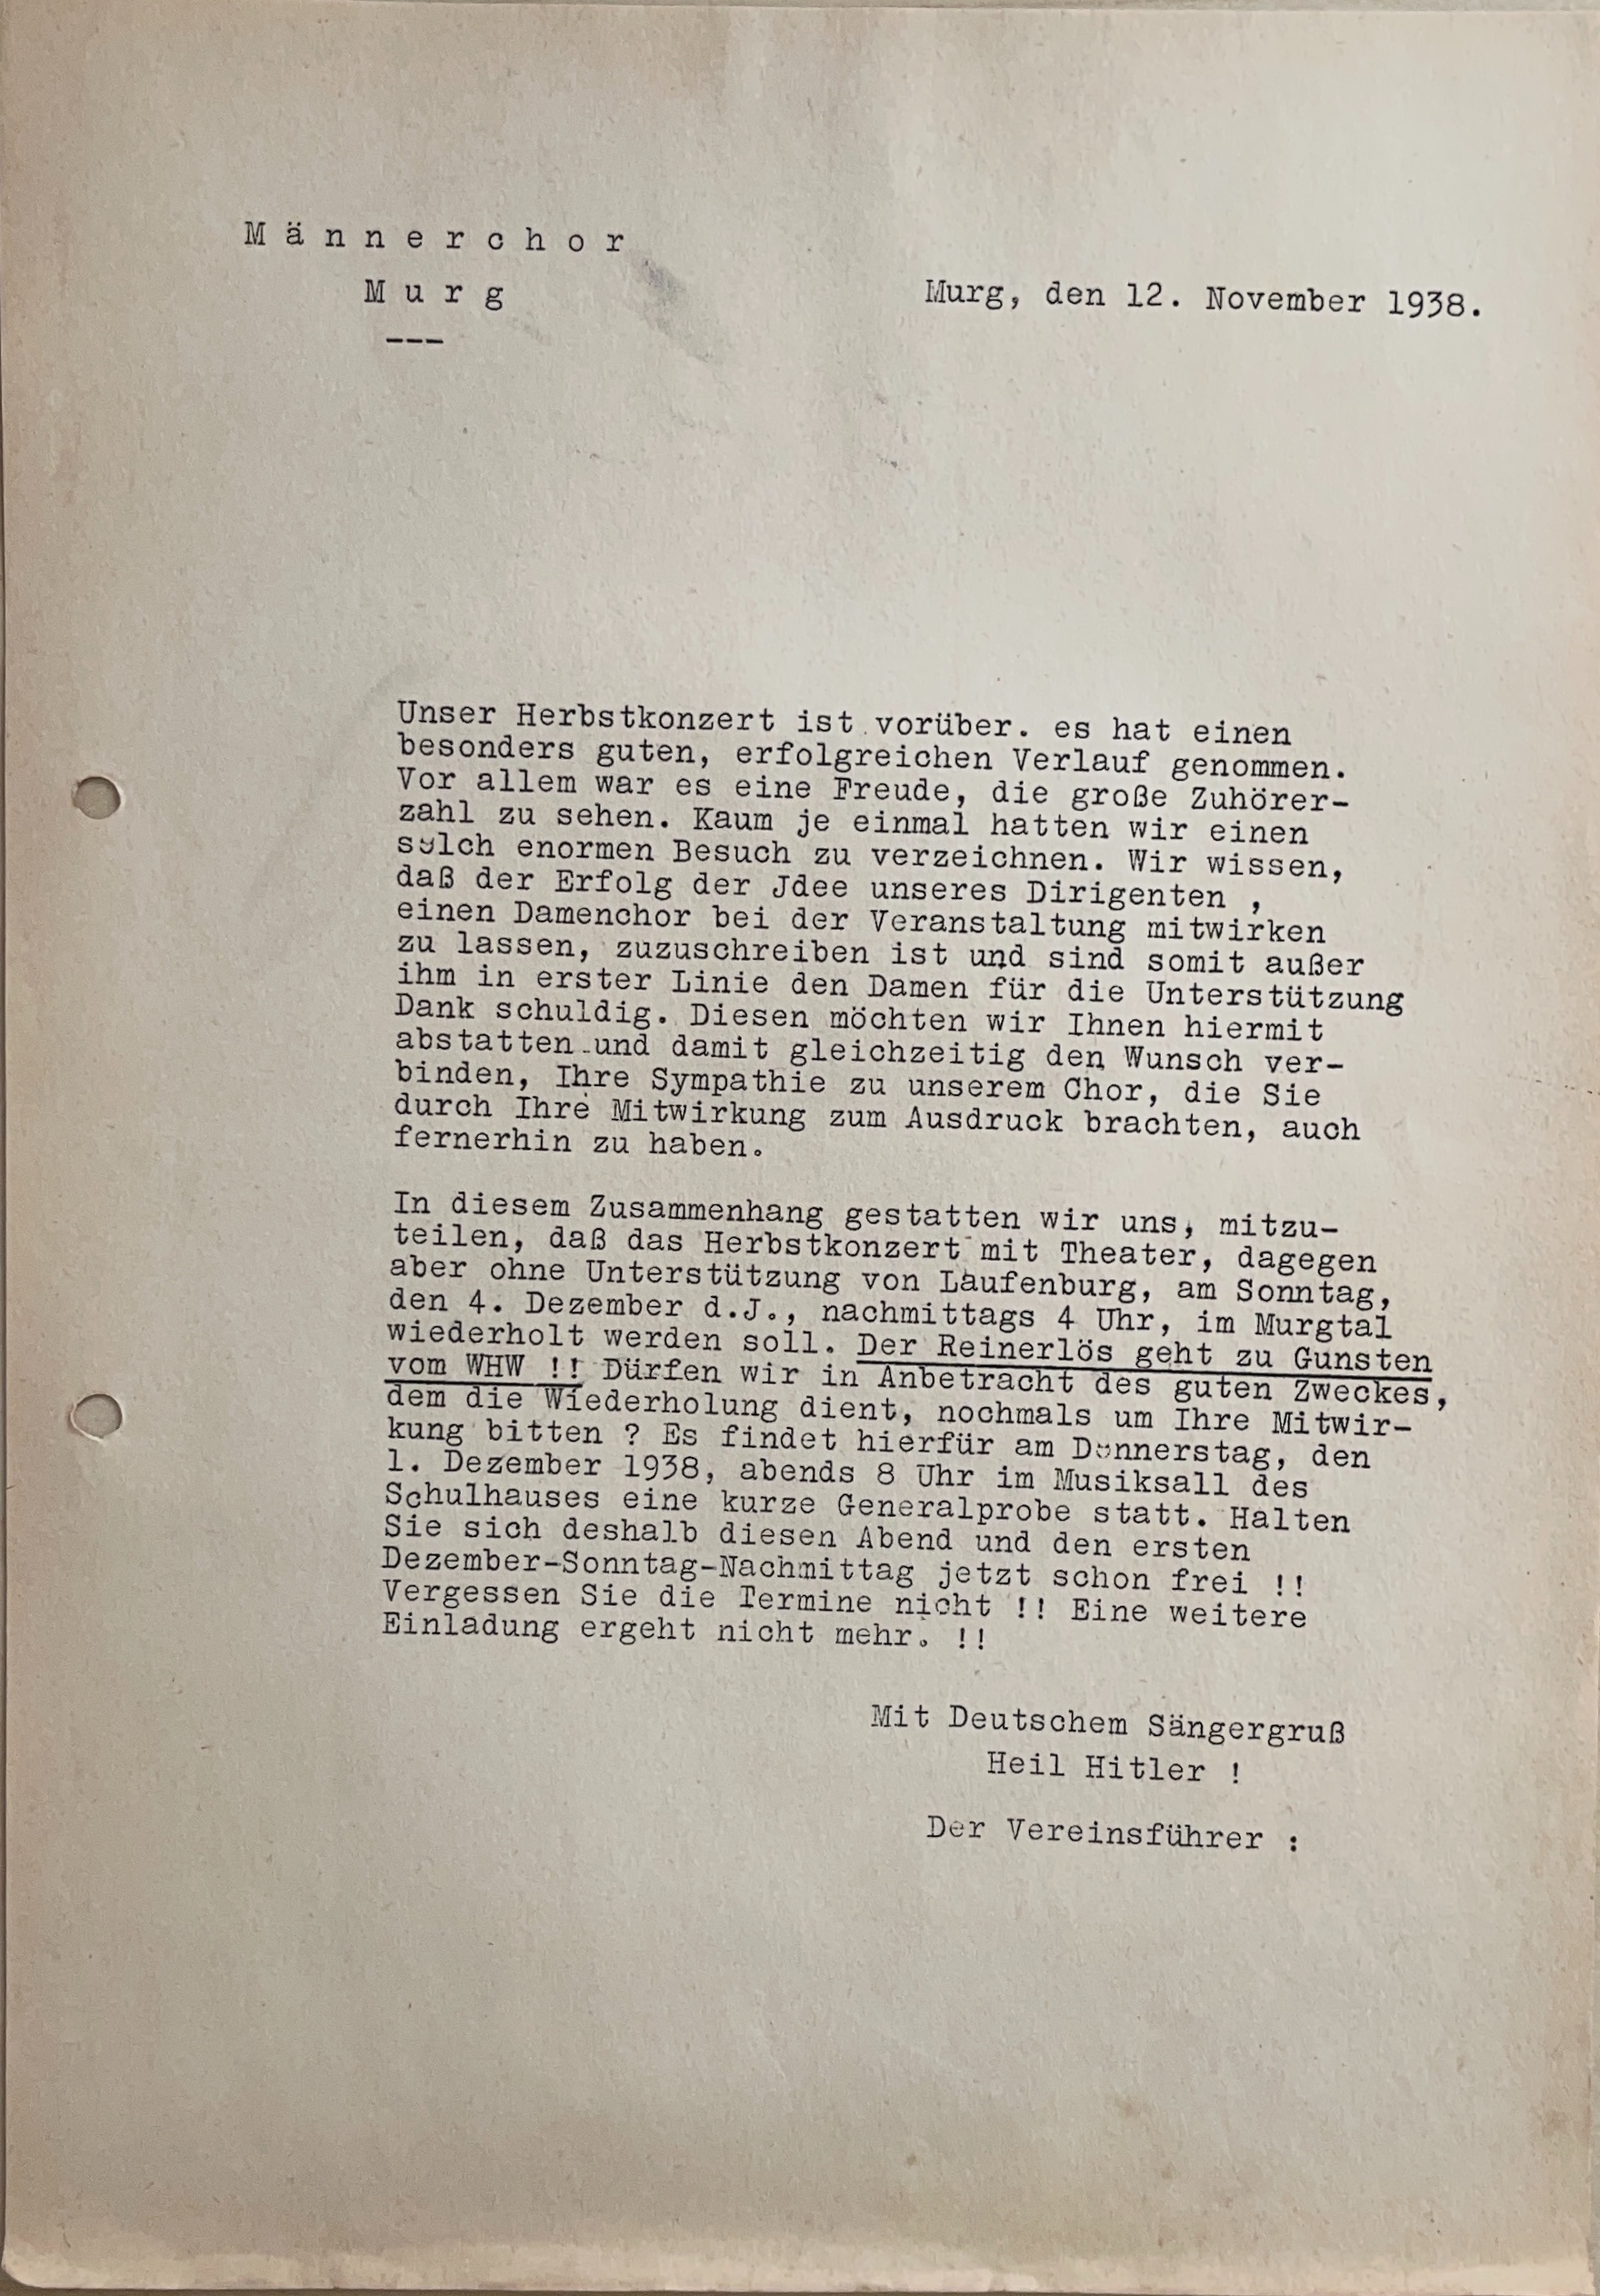 Männerchor
Murg
Murg, den 12. November 1938.
---
Unser Herbstkonzert ist vorüber. es hat einen
besonders guten, erfolgreichen Verlauf genommen.
Vor allem war es eine Freude, die große Zuhörer-
zahl zu sehen. Kaum je einmal hatten wir einen
solch enormen Besuch zu verzeichnen. Wir wissen,
daß der Erfolg der Jdee unseres Dirigenten ,
einen Damenchor bei der Veranstaltung mitwirken
zu lassen, zuzuschreiben ist und sind somit außer
ihm in erster Linie den Damen für die Unterstützung
Dank schuldig. Diesen möchten wir Ihnen hiermit
abstatten und damit gleichzeitig den Wunsch ver-
binden, Ihre Sympathie zu unserem Chor, die Sie
durch Ihre Mitwirkung zum Ausdruck brachten, auch
fernerhin zu haben.
In diesem Zusammenhang gestatten wir uns, mitzu-
teilen, daß das Herbstkonzert mit Theater, dagegen
aber ohne Unterstützung von Laufenburg, am Sonntag,
den 4. Dezember d.J., nachmittags 4 Uhr, im Murgtal
wiederholt werden soll. Der Reinerlös geht zu Gunsten
vom WHW !! Dürfen wir in Anbetracht des guten Zweckes,
dem die Wiederholung dient, nochmals um Ihre Mitwir-
kung bitten ? Es findet hierfür am Donnerstag, den
1. Dezember 1938, abends 8 Uhr im Musiksall des
Schulhauses eine kurze Generalprobe statt. Halten
Sie sich deshalb diesen Abend und den ersten
Dezember-Sonntag-Nachmittag jetzt schon frei !!
Vergessen Sie die Termine nicht !! Eine weitere
Einladung ergeht nicht mehr. !!
Mit Deutschem Sängergruß
Heil Hitler !
Der Vereinsführer :